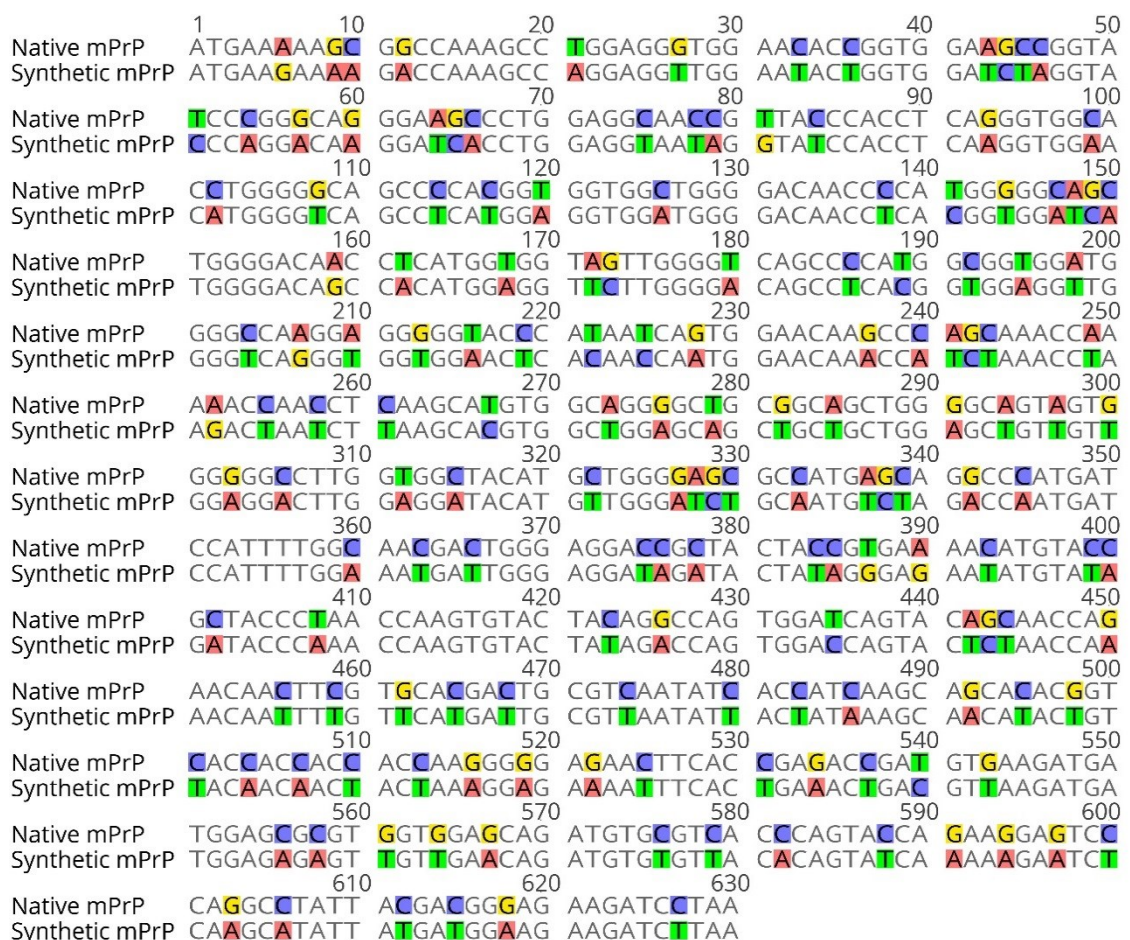 1 10 20 30 40 50
Native mPrP ATGAAAAAGC GGCCAAAGCC TGGAGGGTGG AACACCGGTG GAAGCCGGTA
Synthetic mPrP ATGAAGAAAA GACCAAAGCC AGGAGGTTGG AATACTGGTG GATCTAGGTA
60 70 80 90 100
Native mPrP TCCCGGGCAG GGAAGCCCTG GAGGCAACCG TTACCCACCT CAGGGTGGCA
Synthetic mPrP CCCAGGACAA GGATCACCTG GAGGTAATAG GTATCCACCT CAAGGTGGAA
110 120 130 140 150
Native mPrP CCTGGGGGCA GCCCCACGGT GGTGGCTGGG GACAACCCCA TGGGGGCAGC
Synthetic mPrP CATGGGGTCA GCCTCATGGA GGTGGATGGG GACAACCTCA CGGTGGATCA
160 170 180 190 200
Native mPrP TGGGGACAAC CTCATGGTGG TAGTTGGGGT CAGCCCCATG GCGGTGGATG
Synthetic mPrP TGGGGACAGC CACATGGAGG TTCTTGGGGA CAGCCTCACG GTGGAGGTTG
210 220 230 240 250
Native mPrP GGGCCAAGGA GGGGGTACCC ATAATCAGTG GAACAAGCCC AGCAAACCAA
Synthetic mPrP GGGTCAGGGT GGTGGAACTC ACAACCAATG GAACAAACCA TCTAAACCTA
260 270 280 290 300
Native mPrP AAACCAACCT CAAGCATGTG GCAGGGGCTG CGGCAGCTGG GGCAGTAGTG
Synthetic mPrP AGACTAATCT TAAGCACGTG GCTGGAGCAG CTGCTGCTGG AGCTGTTGTT
310 320 330 340 350
Native mPrP GGGGGCCTTG GTGGCTACAT GCTGGGGAGC GCCATGAGCA GGCCCATGAT
Synthetic mPrP GGAGGACTTG GAGGATACAT GTTGGGATCT GCAATGTCTA GACCAATGAT
360 370 380 390 400
Native mPrP CCATTTTGGC AACGACTGGG AGGACCGCTA CTACCGTGAA AACATGTACC
Synthetic mPrP CCATTTTGGA AATGATTGGG AGGATAGATA CTATAGGGAG AATATGTATA
410 420 430 440 450
Native mPrP GCTACCCTAA CCAAGTGTAC TACAGGCCAG TGGATCAGTA CAGCAACCAG
Synthetic mPrP GATACCCAAA CCAAGTGTAC TATAGACCAG TGGACCAGTA CTCTAACCAA
460 470 480 490 500
Native mPrP AACAACTTCG TGCACGACTG CGTCAATATC ACCATCAAGC AGCACACGGT
Synthetic mPrP AACAATTTTG TTCATGATTG CGTTAATATT ACTATAAAGC AACATACTGT
510 520 530 540 550
Native mPrP CACCACCACC ACCAAGGGGG AGAACTTCAC CGAGACCGAT GTGAAGATGA
Synthetic mPrP TACAACAACT ACTAAAGGAG AAAATTTCAC TGAAACTGAC GTTAAGATGA
560 570 580 590 600
Native mPrP TGGAGCGCGT GGTGGAGCAG ATGTGCGTCA CCCAGTACCA GAAGGAGTCC
Synthetic mPrP TGGAGAGAGT TGTTGAACAG ATGTGTGTTA CACAGTATCA AAAAGAATCT
610 620 630
Native mPrP CAGGCCTATT ACGACGGGAG AAGATCCTAA
Synthetic mPrP CAAGCATATT ATGATGGAAG AAGATCTTAA